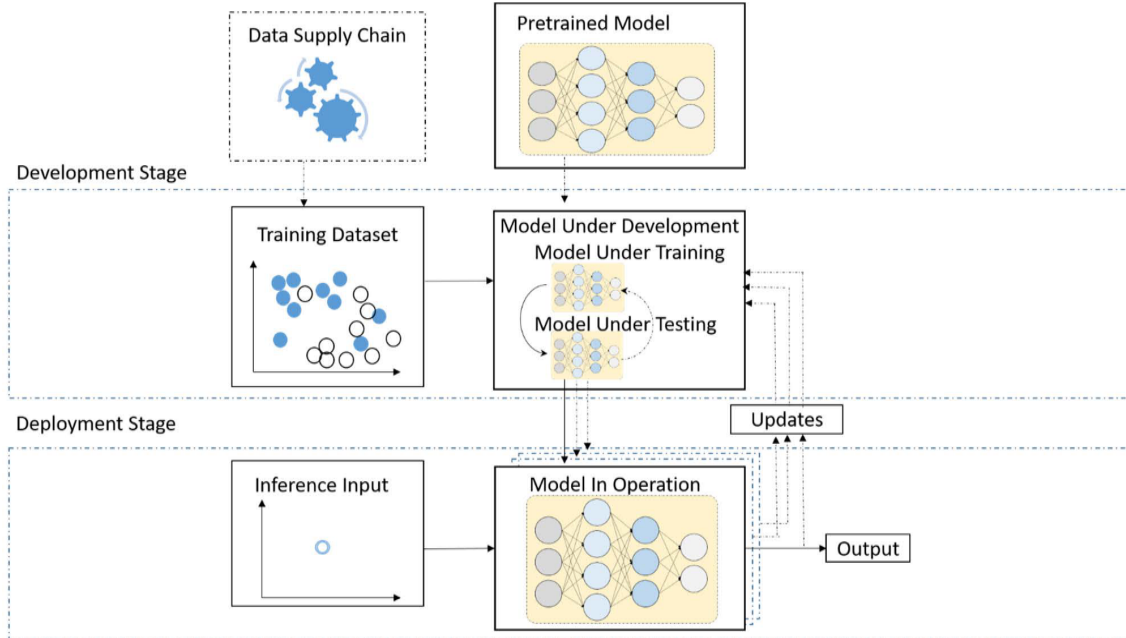 Data Supply Chain
Pretrained Model
Development Stage
Training Dataset
Model Under Development
Model Under Training
Model Under Testing
Deployment Stage
Updates
Inference Input
Model In Operation
Output